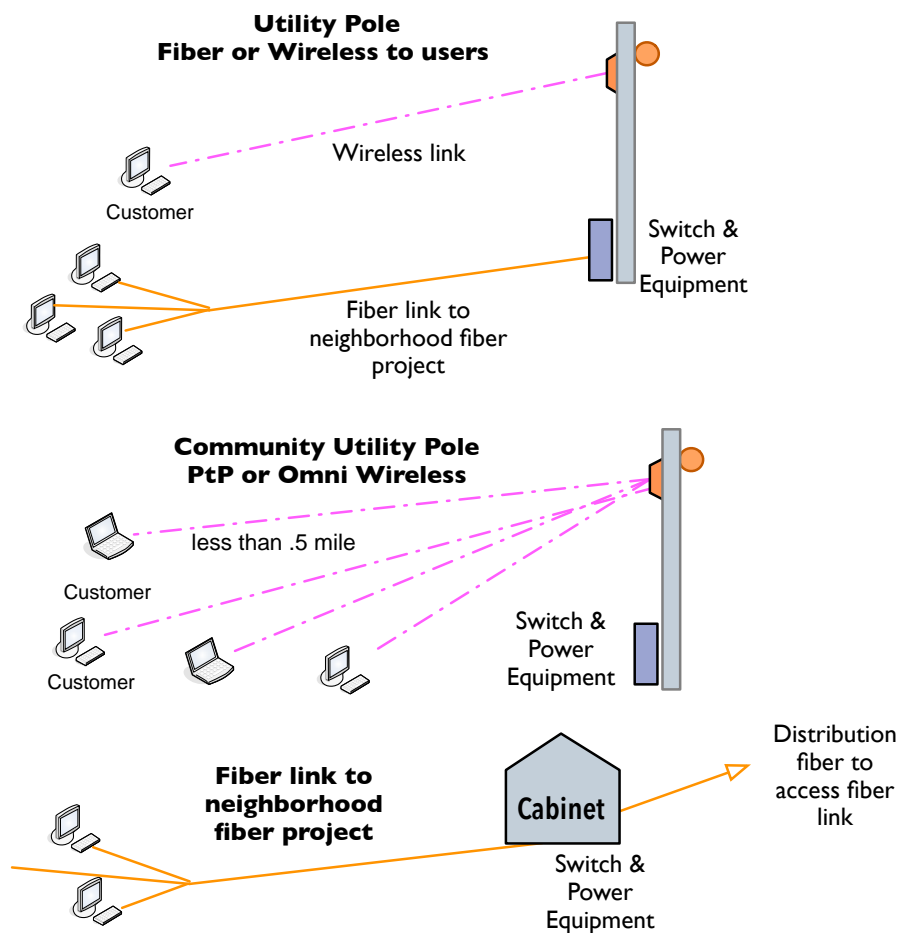 Utility Pole
Fiber or Wireless to users
Wireless link
Customer
Switch &
Power
Equipment
Fiber link to
neighborhood fiber
project
Community Utility Pole
PtP or Omni Wireless
less than .5 mile
Customer
Customer
Switch &
Power
Equipment
Distribution
fiber to
access fiber
link
Fiber link to
neighborhood
fiber project
Cabinet
Switch &
Power
Equipment